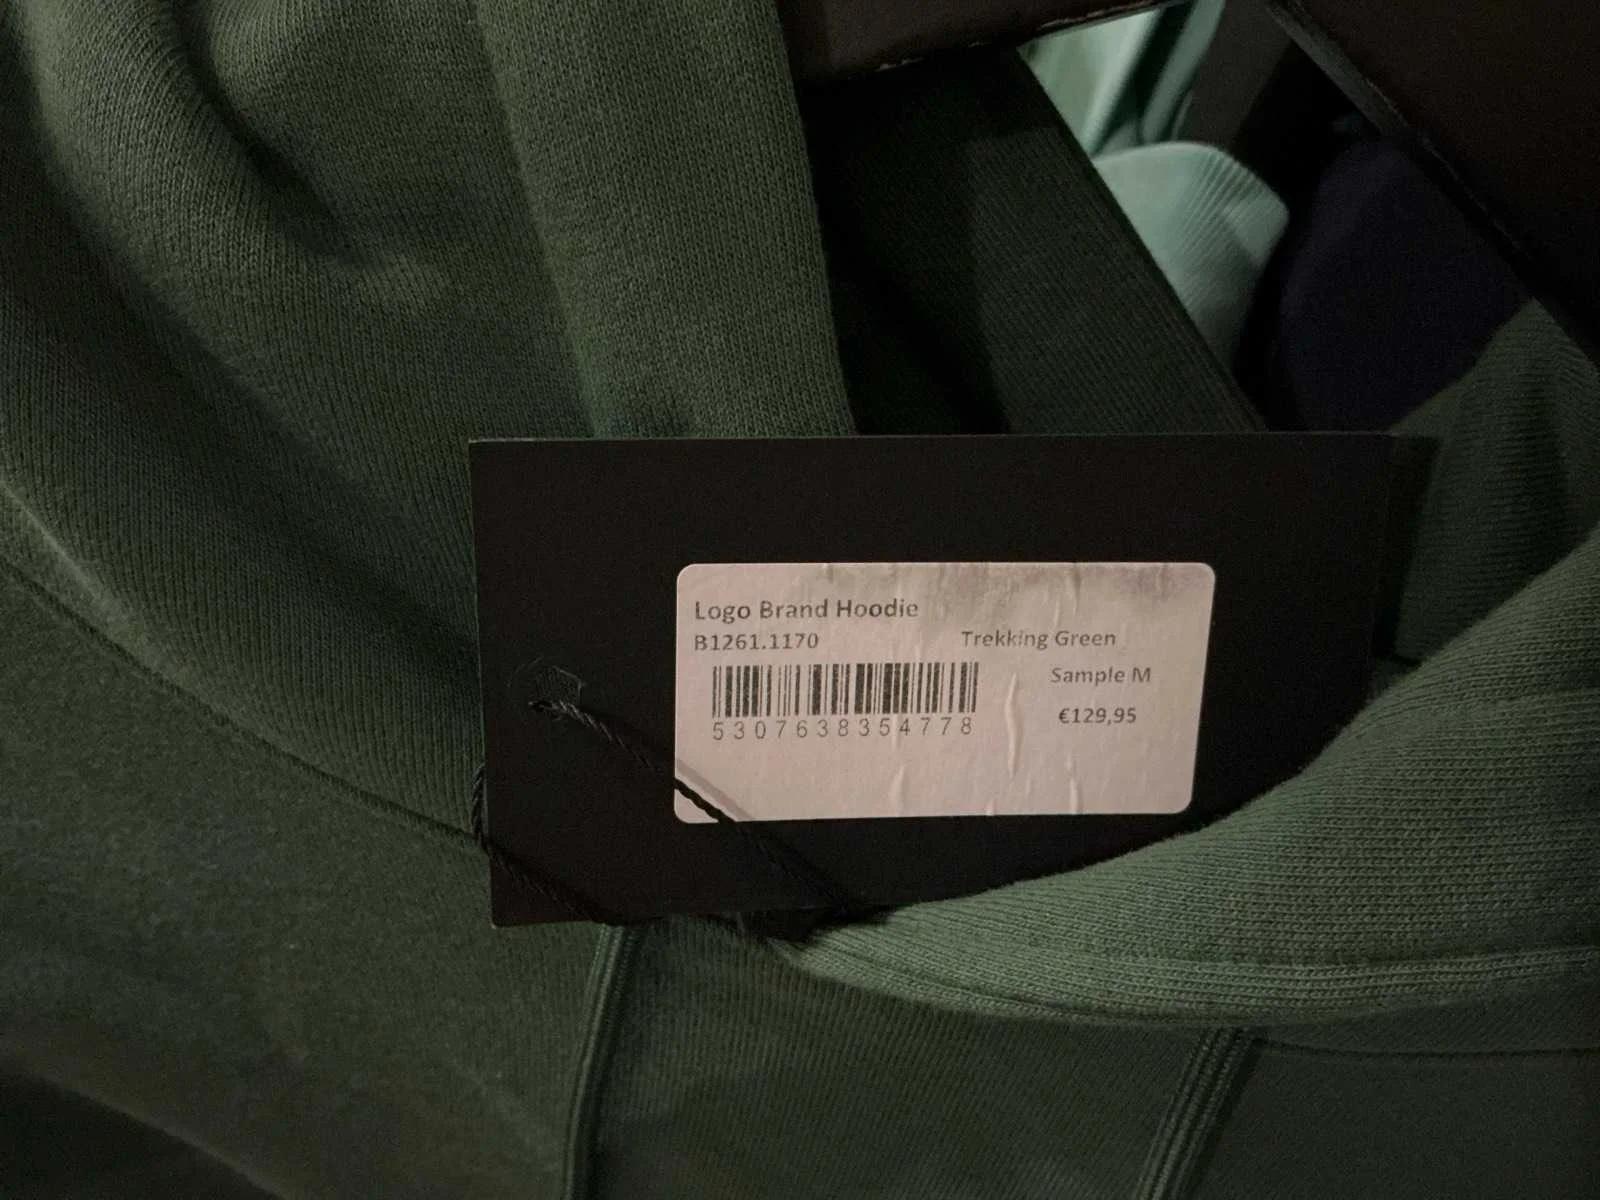 Logo Brand Hoodie
B1261.1170 Trekking Green
Sample M
5307638354778
€129,95